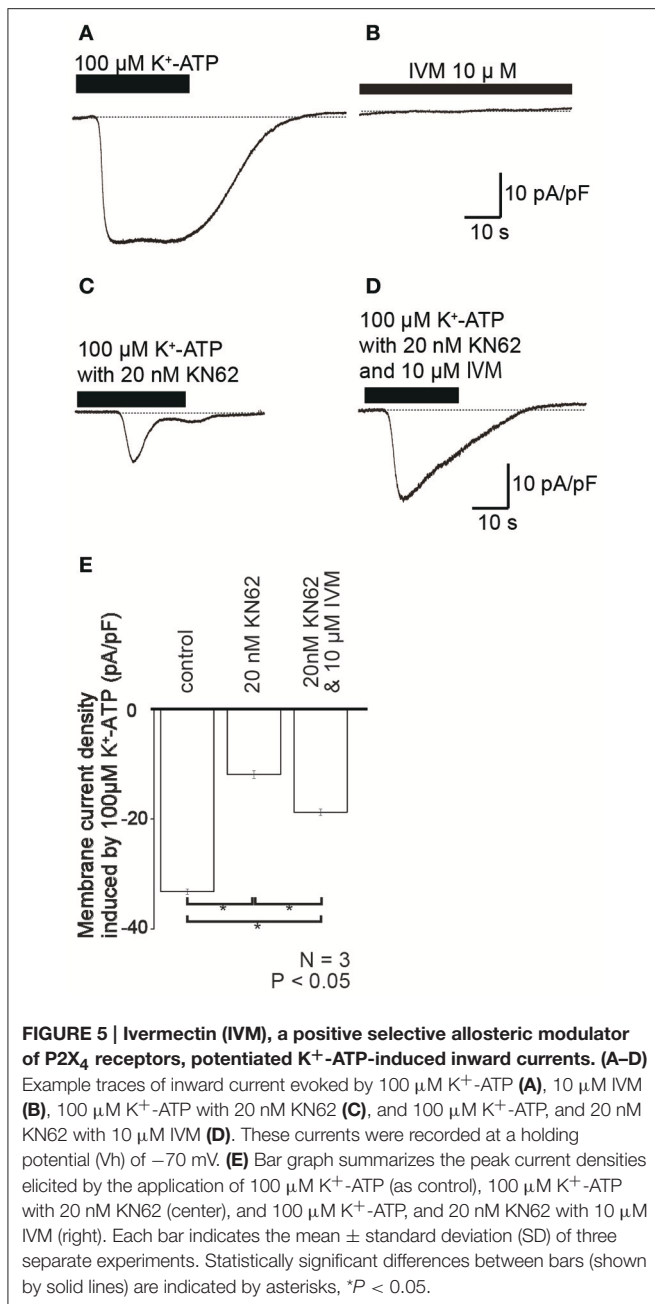 A
100 µM K⁺-ATP
B
IVM 10 µ M
10 pA/pF
10 s
C
100 µM K⁺-ATP
with 20 nM KN62
D
100 µM K⁺-ATP
with 20 nM KN62
and 10 µM IVM
10 pA/pF
10 s
E
Membrane current density
induced by 100µM K⁺-ATP (pA/pF)
control
20 nM KN62
20nM KN62
& 10 µM IVM
0
-20
-40
* *
*
N = 3
P < 0.05
FIGURE 5 | Ivermectin (IVM), a positive selective allosteric modulator
of P2X₄ receptors, potentiated K⁺-ATP-induced inward currents. (A–D)
Example traces of inward current evoked by 100 µM K⁺-ATP (A), 10 µM IVM
(B), 100 µM K⁺-ATP with 20 nM KN62 (C), and 100 µM K⁺-ATP, and 20 nM
KN62 with 10 µM IVM (D). These currents were recorded at a holding
potential (Vh) of −70 mV. (E) Bar graph summarizes the peak current densities
elicited by the application of 100 µM K⁺-ATP (as control), 100 µM K⁺-ATP
with 20 nM KN62 (center), and 100 µM K⁺-ATP, and 20 nM KN62 with 10 µM
IVM (right). Each bar indicates the mean ± standard deviation (SD) of three
separate experiments. Statistically significant differences between bars (shown
by solid lines) are indicated by asterisks, *P < 0.05.